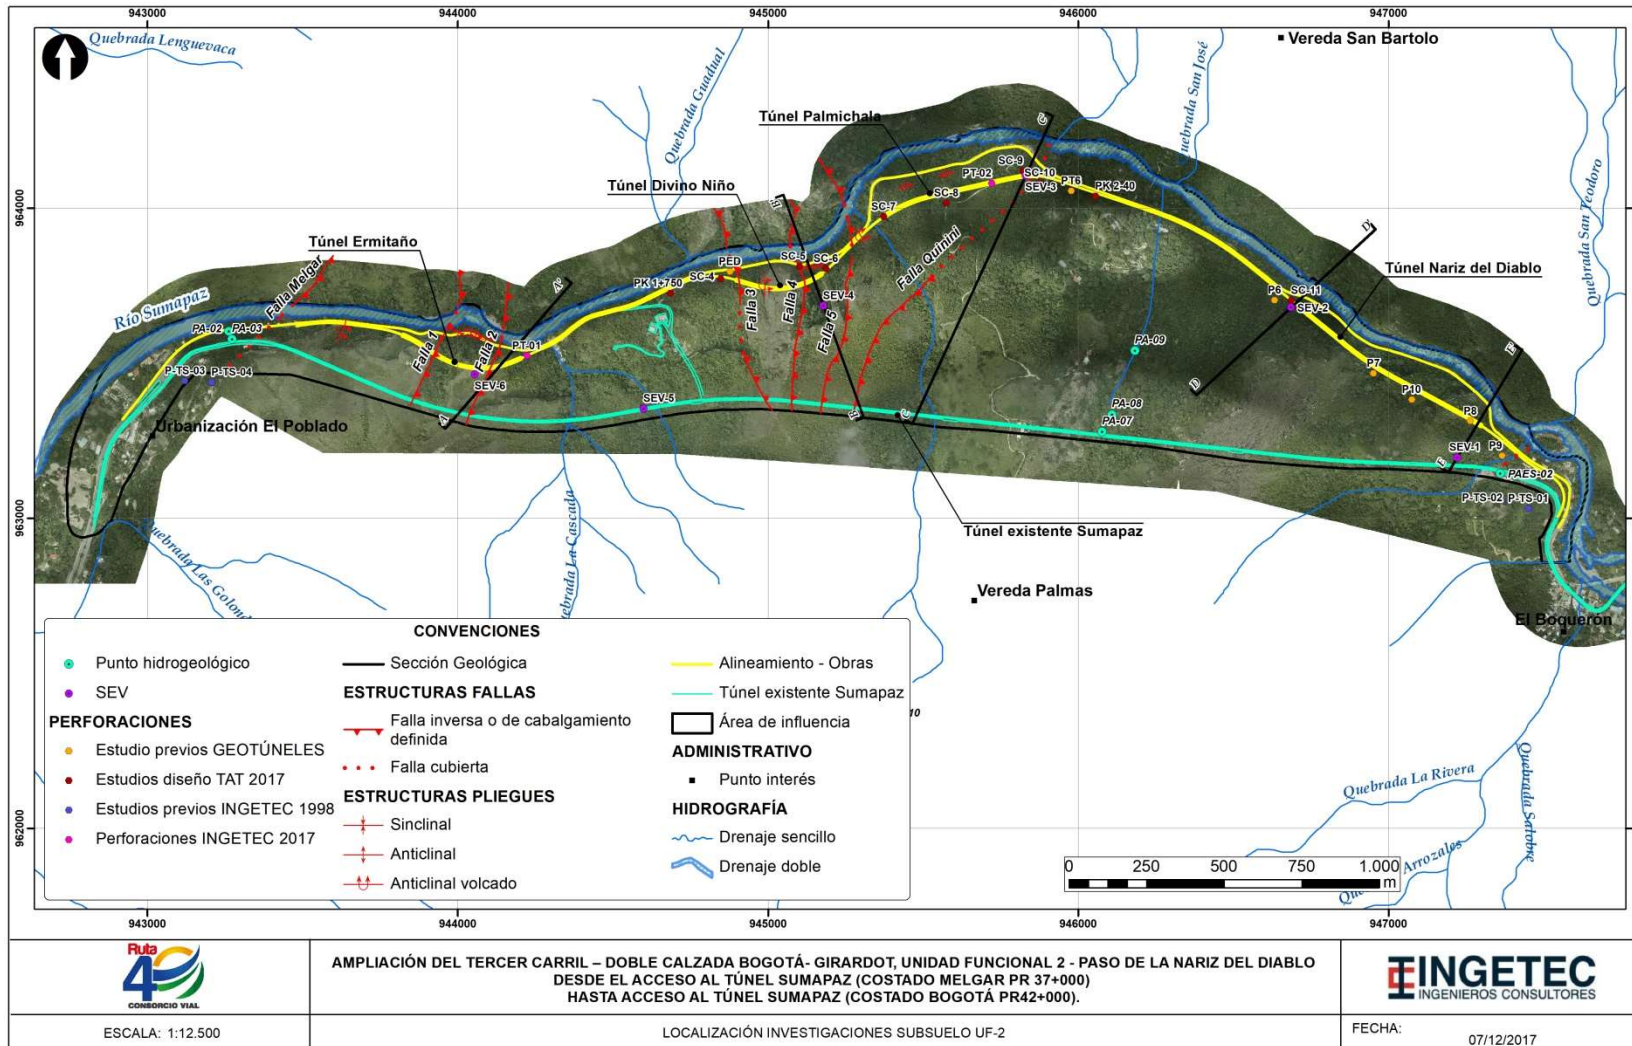 943000
944000
945000
946000
947000
Quebrada Lenguevaca
Vereda San Bartolo
Quebrada Guadual
Quebrada San José
Quebrada San Teodoro
Túnel Palmichala
C'
SC-9
PT-02
SC-10
SEV-3
PT6
PK 2-40
SC-8
Túnel Divino Niño
B'
SC-7
964000
964000
D'
Túnel Ermitaño
Falla Quinini
Túnel Nariz del Diablo
Falla Melgar
PED
SC-5
SC-6
SC-4
PK 1+750
A'
Falla 3
Falla 4
Falla 5
SEV-4
P6
SC-11
SEV-2
Río Sumapaz
PA-02
PA-03
Falla 1
Falla 2
PT-01
PA-09
E'
P-TS-03
P-TS-04
SEV-6
P7
D
P10
SEV-5
PA-08
C
A
P8
PA-07
Urbanización El Poblado
SEV-1
P9
E
PAES-02
P-TS-02
P-TS-01
963000
963000
Túnel existente Sumapaz
Quebrada La Cascada
Vereda Palmas
El Boquerón
CONVENCIONES
Punto hidrogeológico
SEV
PERFORACIONES
Estudio previos GEOTÚNELES
Estudios diseño TAT 2017
Estudios previos INGETEC 1998
Perforaciones INGETEC 2017
Sección Geológica
ESTRUCTURAS FALLAS
Falla inversa o de cabalgamiento
definida
Falla cubierta
ESTRUCTURAS PLIEGUES
Sinclinal
Anticlinal
Anticlinal volcado
Alineamiento - Obras
Túnel existente Sumapaz
Área de influencia
ADMINISTRATIVO
Punto interés
HIDROGRAFÍA
Drenaje sencillo
Drenaje doble
10
Quebrada La Rivera
Quebrada Salobre
Arrozales
962000
962000
0 250 500 750 1.000
m
943000
944000
945000
946000
947000
Ruta
40
CONSORCIO VIAL
ESCALA: 1:12.500
AMPLIACIÓN DEL TERCER CARRIL – DOBLE CALZADA BOGOTÁ- GIRARDOT, UNIDAD FUNCIONAL 2 - PASO DE LA NARIZ DEL DIABLO
DESDE EL ACCESO AL TÚNEL SUMAPAZ (COSTADO MELGAR PR 37+000)
HASTA ACCESO AL TÚNEL SUMAPAZ (COSTADO BOGOTÁ PR42+000).
LOCALIZACIÓN INVESTIGACIONES SUBSUELO UF-2
INGETEC
INGENIEROS CONSULTORES
FECHA:
07/12/2017